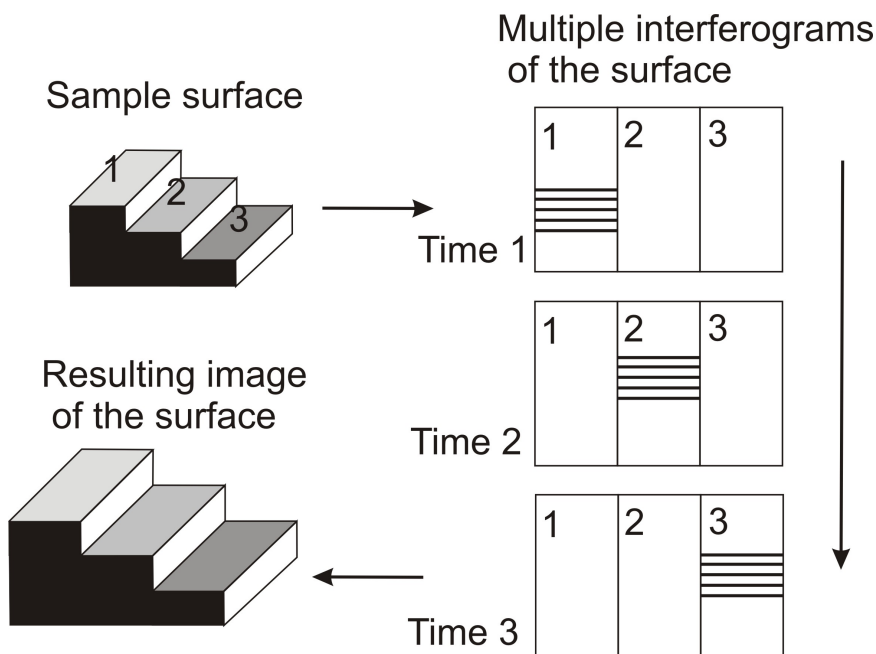 Multiple interferograms
of the surface
Sample surface
1
2
3
1 2 3
Time 1
1 2 3
Time 2
Resulting image
of the surface
1 2 3
Time 3